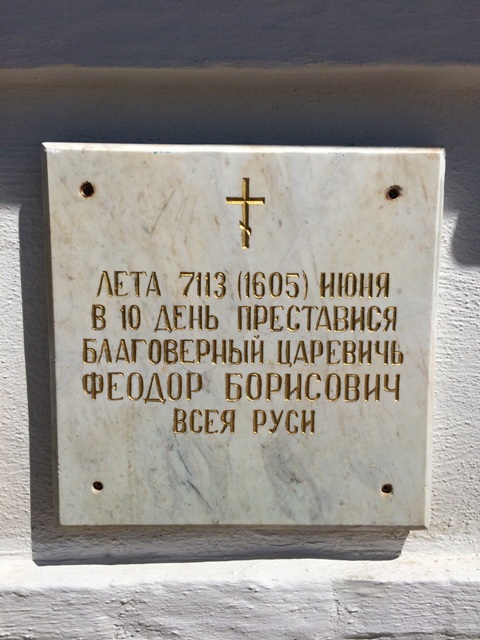 ЛЕТА 7113 (1605) ИЮНЯ
В 10 ДЕНЬ ПРЕСТАВИСЯ
БЛАГОВЕРНЫЙ ЦАРЕВИЧЬ
ФЕОДОР БОРИСОВИЧ
ВСЕЯ РУСИ